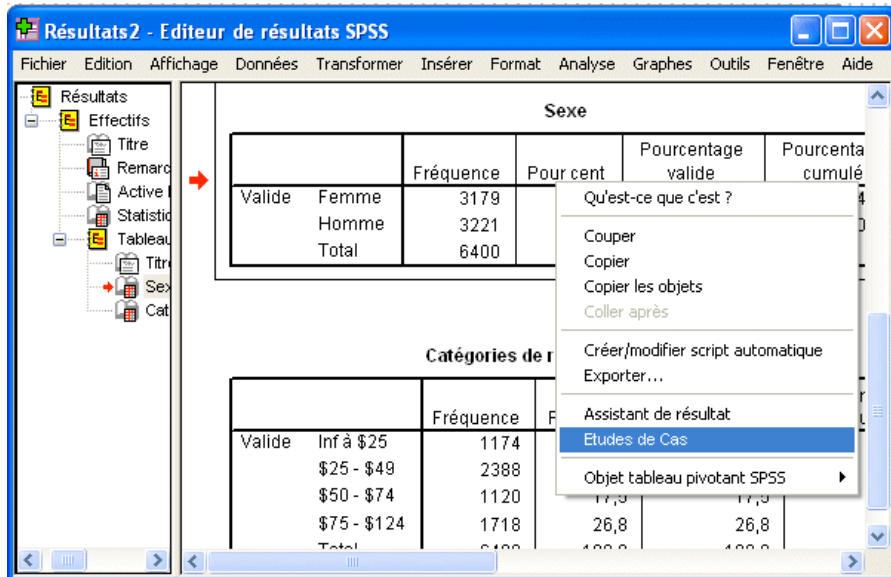 Résultats2 - Editeur de résultats SPSS
Fichier Edition Affichage Données Transformer Insérer Format Analyse Graphes Outils Fenêtre Aide
Résultats
Effectifs
Titre
Remarc
Active
Statistic
Tableau
Titr
Sex
Cat
Sexe
Fréquence Pour cent Pourcentage valide Pourcenta cumulé
Valide Femme 3179
Homme 3221
Total 6400
Qu'est-ce que c'est ?
Couper
Copier
Copier les objets
Coller après
Créer/modifier script automatique
Exporter...
Assistant de résultat
Etudes de Cas
Objet tableau pivotant SPSS
Catégories de r
Fréquence
Valide Inf à $25 1174
$25 - $49 2388
$50 - $74 1120 17,5 17,5
$75 - $124 1718 26,8 26,8